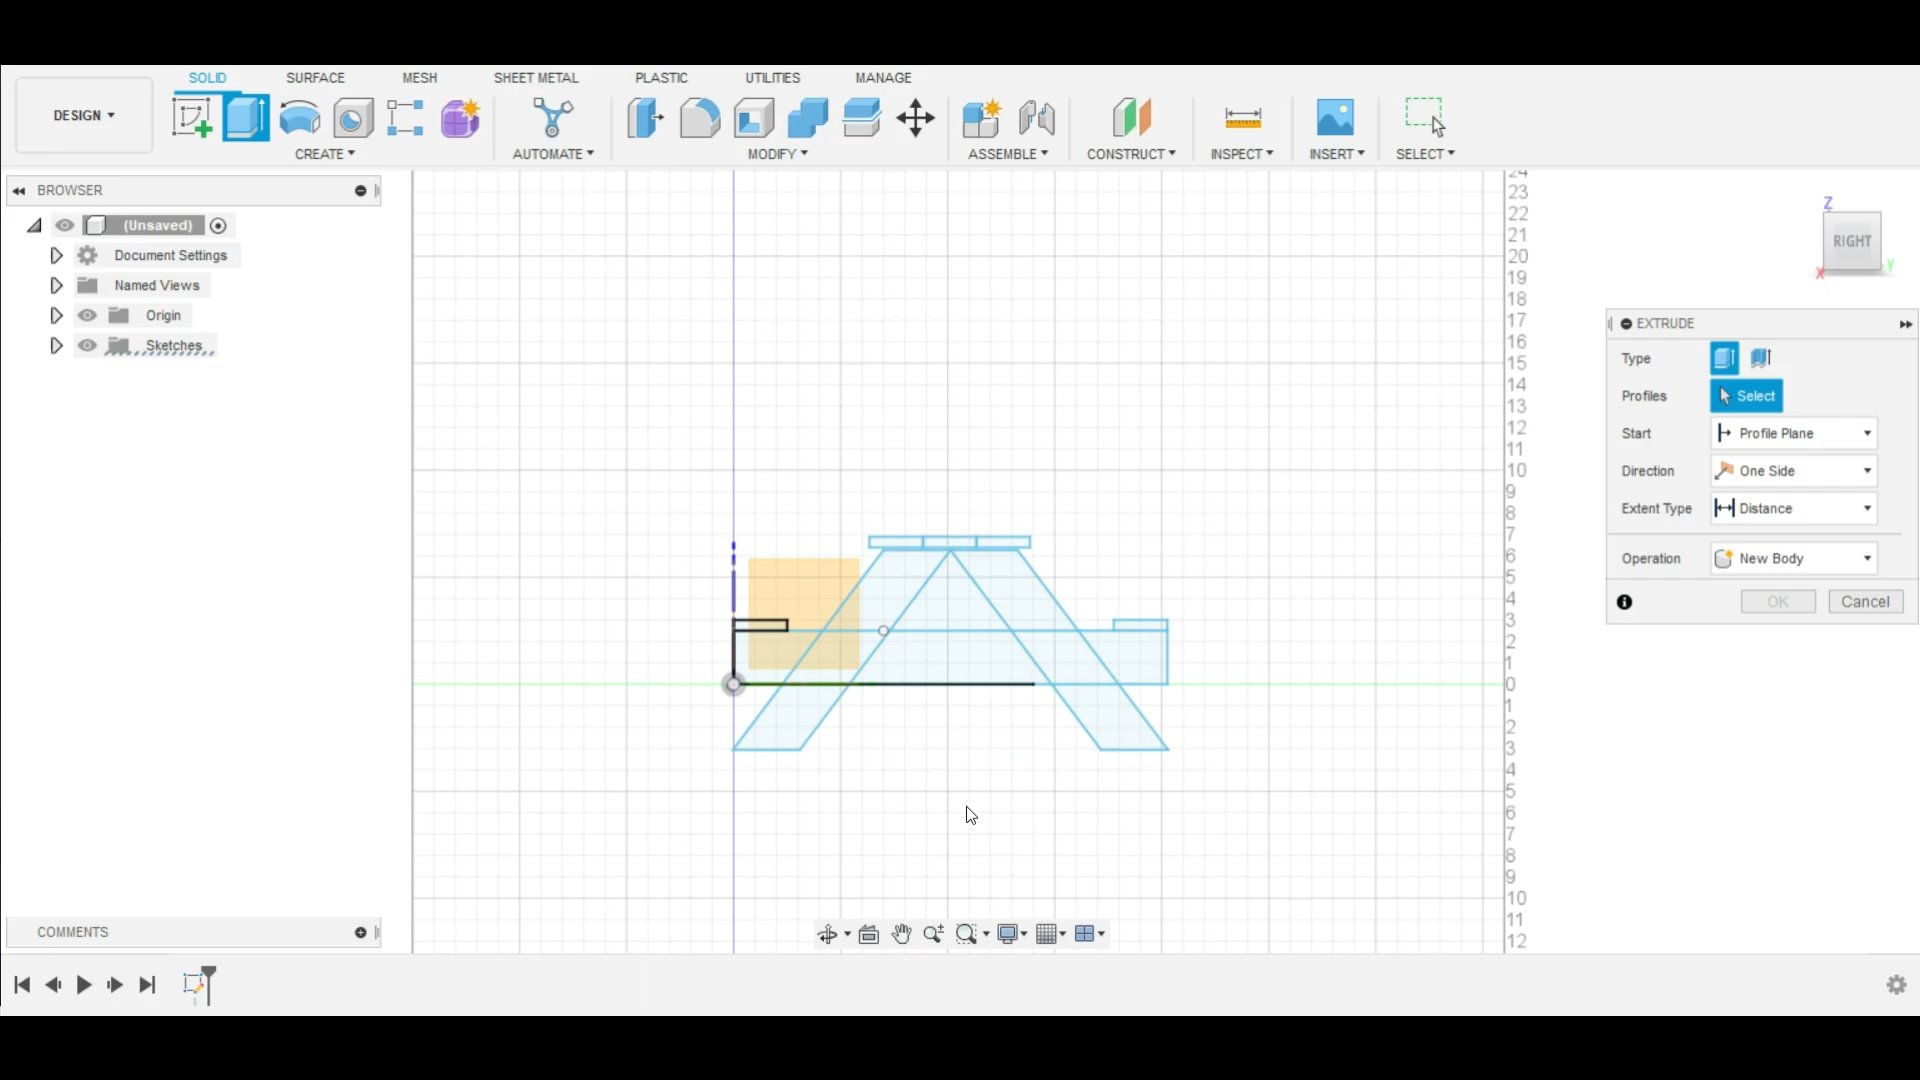 SOLID SURFACE MESH SHEET METAL PLASTIC UTILITIES MANAGE
DESIGN
CREATE AUTOMATE MODIFY ASSEMBLE CONSTRUCT INSPECT INSERT SELECT
BROWSER
(Unsaved)
Document Settings
Named Views
Origin
Sketches
24
23
22
21
20
19
18
17
16
15
14
13
12
11
10
9
8
7
6
5
4
3
2
1
0
1
2
3
4
5
6
7
8
9
10
11
12
Z
RIGHT
X Y
EXTRUDE
Type
Profiles Select
Start Profile Plane
Direction One Side
Extent Type Distance
Operation New Body
OK Cancel
COMMENTS